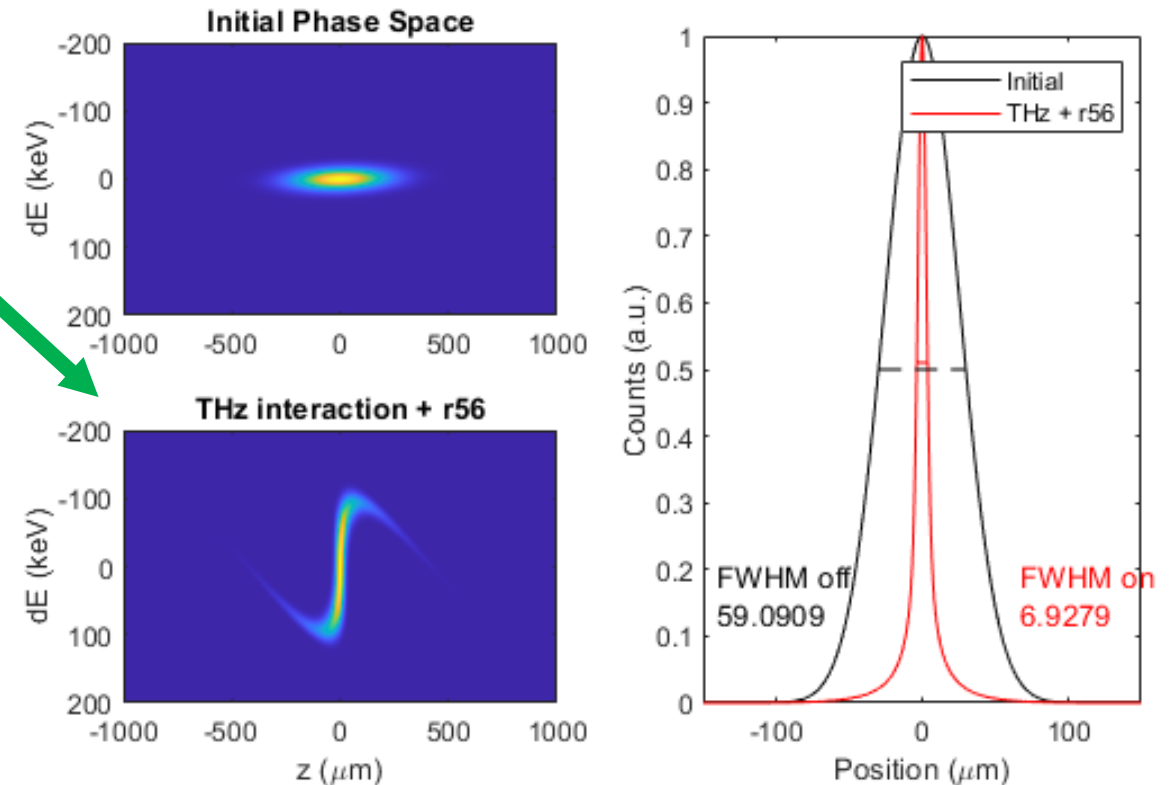 Initial Phase Space
-200
-100
0
100
200
dE (keV)
-1000 -500 0 500 1000
THz interaction + r56
-200
-100
0
100
200
dE (keV)
-1000 -500 0 500 1000
z (μm)
1
0.9
0.8
0.7
0.6
0.5
0.4
0.3
0.2
0.1
0
Counts (a.u.)
Initial
THz + r56
FWHM off
59.0909
FWHM on
6.9279
-100 0 100
Position (μm)